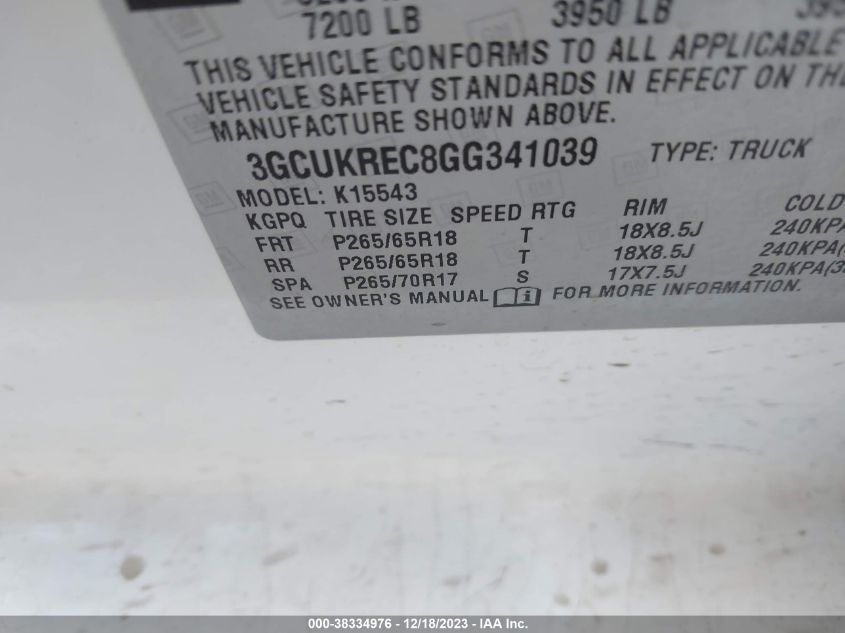 7200 LB 3950 LB
THIS VEHICLE CONFORMS TO ALL APPLICABLE
VEHICLE SAFETY STANDARDS IN EFFECT ON THE
MANUFACTURE SHOWN ABOVE.
3GCUKREC8GG341039 TYPE: TRUCK
MODEL: K15543
KGPQ TIRE SIZE SPEED RTG RIM COLD
FRT P265/65R18 T 18X8.5J 240KPA
RR P265/65R18 T 18X8.5J 240KPA(
SPA P265/70R17 S 17X7.5J 240KPA(3
SEE OWNER'S MANUAL FOR MORE INFORMATION.
000-38334976 - 12/18/2023 - IAA Inc.